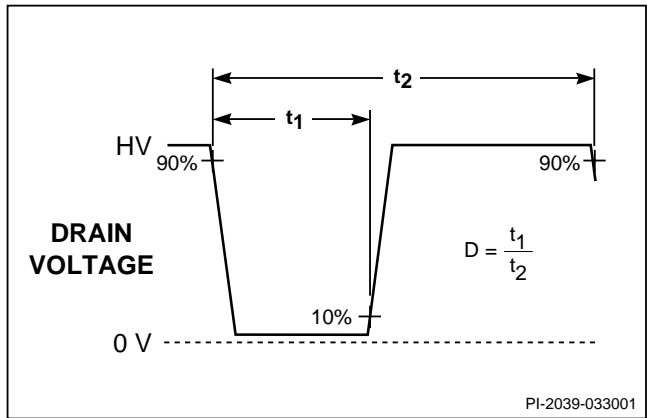 t2
t1
HV
90%
90%
DRAIN
VOLTAGE
D = t1/t2
10%
0 V
PI-2039-033001